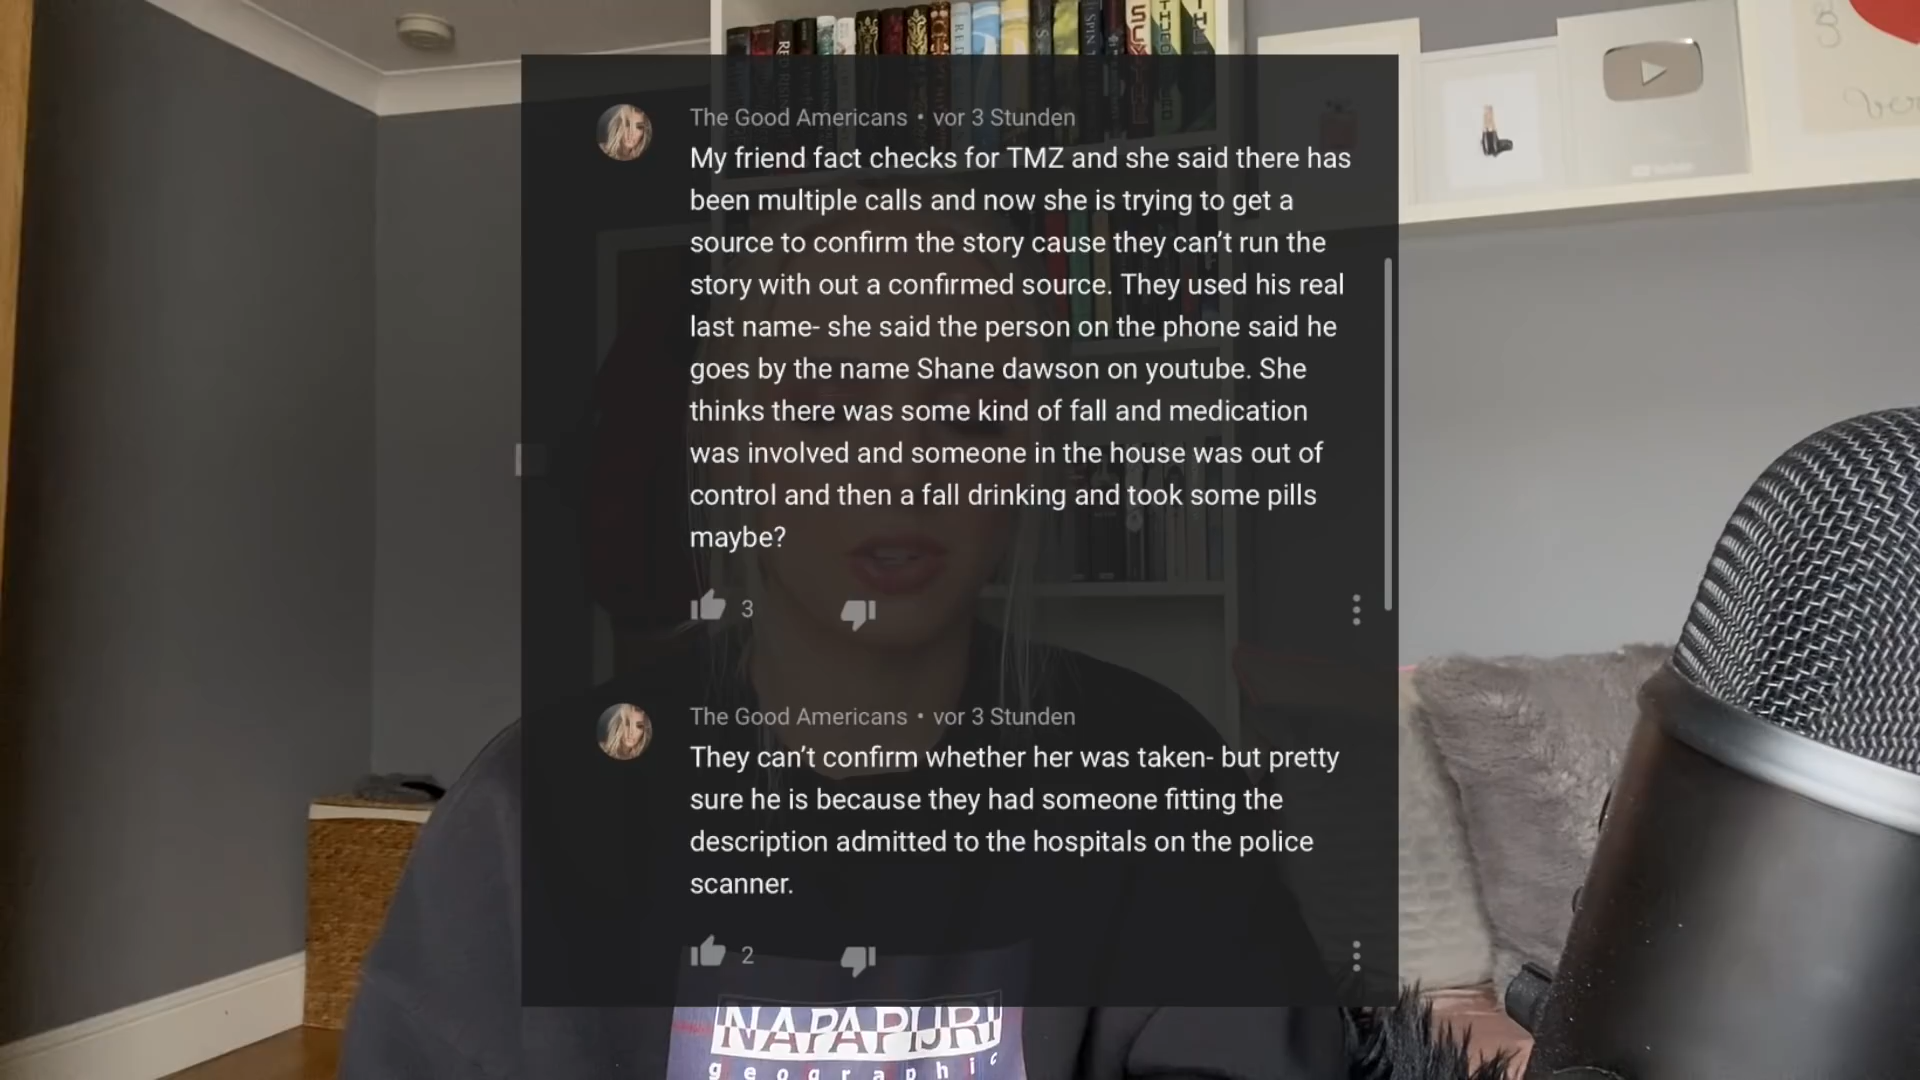 RED RISING
SPIN
The Good Americans • vor 3 Stunden
My friend fact checks for TMZ and she said there has
been multiple calls and now she is trying to get a
source to confirm the story cause they can’t run the
story with out a confirmed source. They used his real
last name- she said the person on the phone said he
goes by the name Shane dawson on youtube. She
thinks there was some kind of fall and medication
was involved and someone in the house was out of
control and then a fall drinking and took some pills
maybe?
3
The Good Americans • vor 3 Stunden
They can’t confirm whether her was taken- but pretty
sure he is because they had someone fitting the
description admitted to the hospitals on the police
scanner.
2
NAPAPIJRI
geographic